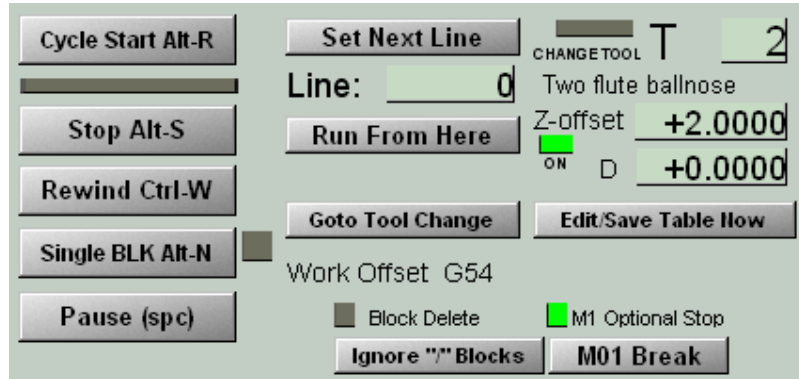 Cycle Start Alt-R
Stop Alt-S
Rewind Ctrl-W
Single BLK Alt-N
Pause (spc)
Set Next Line
Line: 0
Run From Here
Goto Tool Change
Work Offset G54
CHANGE TOOL T 2
Two flute ballnose
Z-offset +2.0000
ON D +0.0000
Edit/Save Table Now
Block Delete
Ignore "/" Blocks
M1 Optional Stop
M01 Break